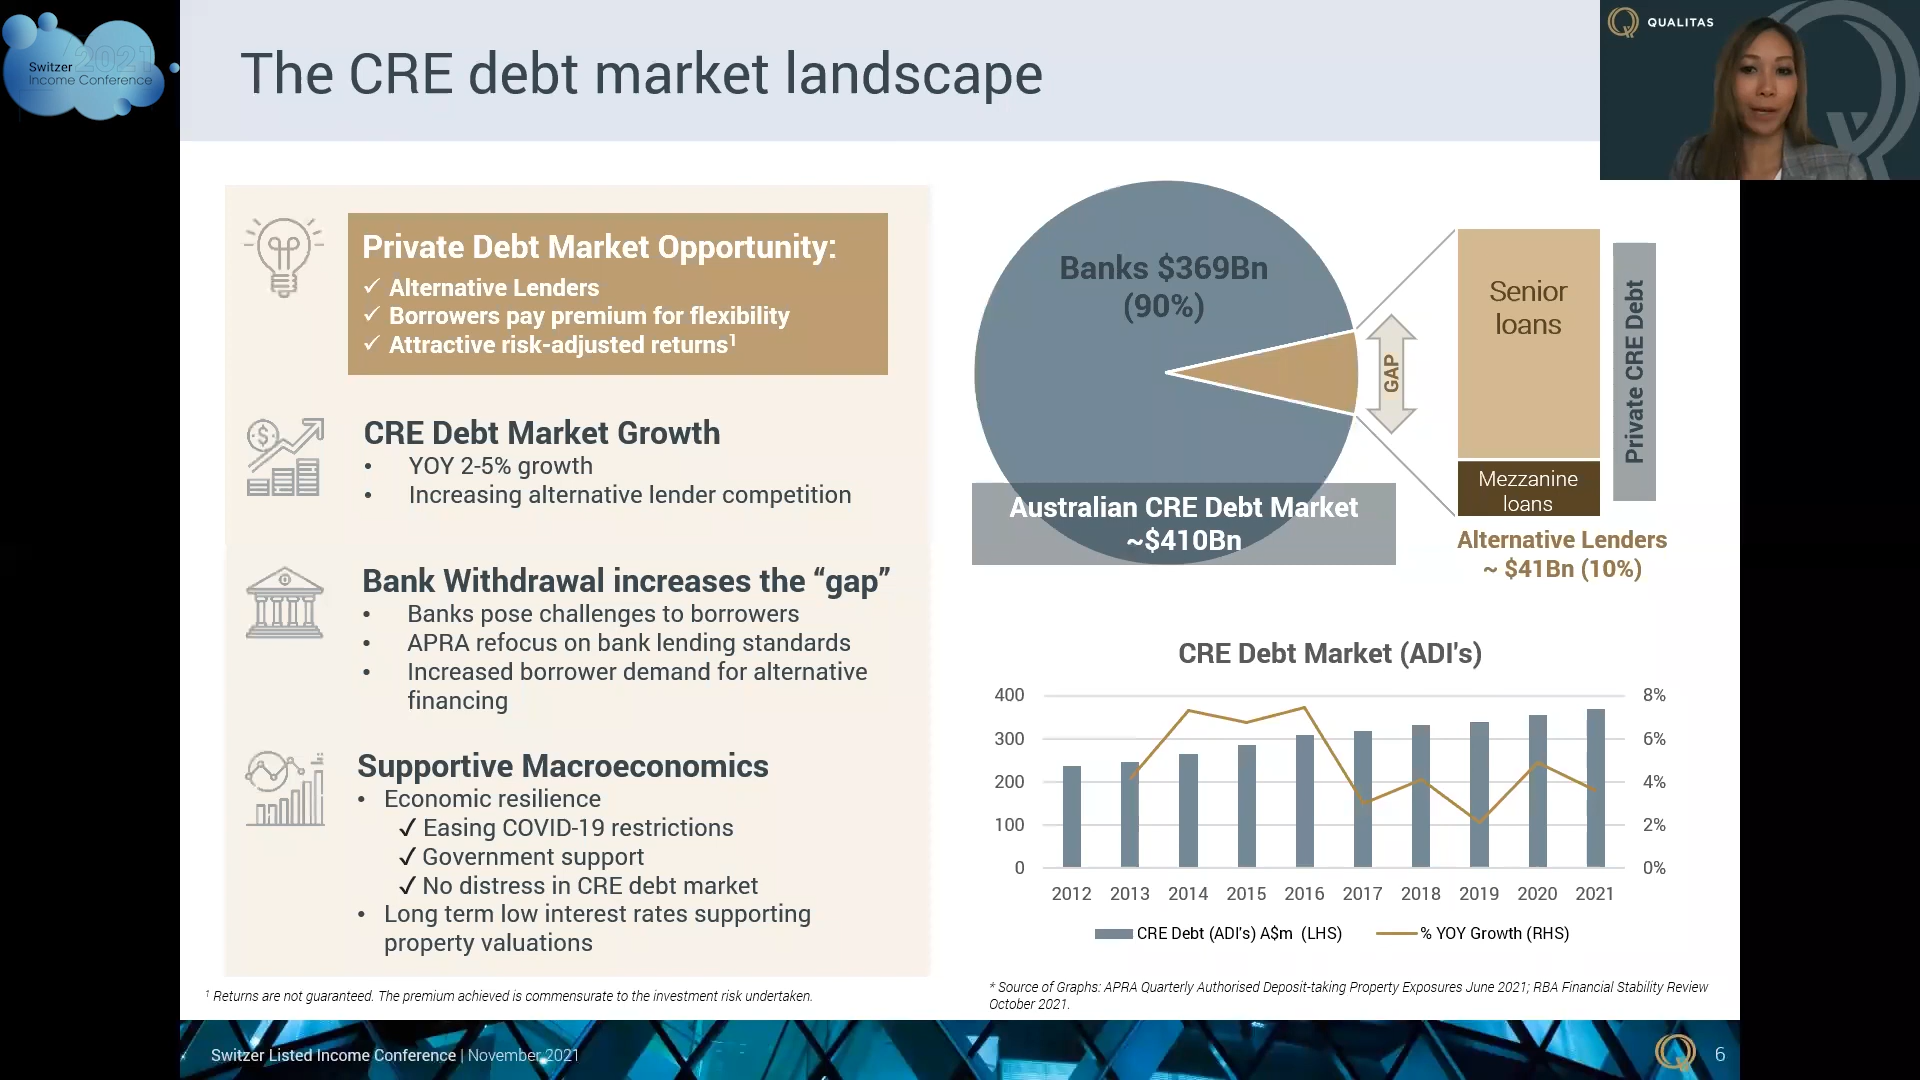 2021
Switzer
Income Conference
The CRE debt market landscape
QUALITAS
Private Debt Market Opportunity:
✓ Alternative Lenders
✓ Borrowers pay premium for flexibility
✓ Attractive risk-adjusted returns¹
CRE Debt Market Growth
• YOY 2-5% growth
• Increasing alternative lender competition
Bank Withdrawal increases the “gap”
• Banks pose challenges to borrowers
• APRA refocus on bank lending standards
• Increased borrower demand for alternative
financing
Supportive Macroeconomics
• Economic resilience
✓ Easing COVID-19 restrictions
✓ Government support
✓ No distress in CRE debt market
• Long term low interest rates supporting
property valuations
¹ Returns are not guaranteed. The premium achieved is commensurate to the investment risk undertaken.
Banks $369Bn
(90%)
Australian CRE Debt Market
~$410Bn
GAP
Senior
loans
Mezzanine
loans
Private CRE Debt
Alternative Lenders
~ $41Bn (10%)
CRE Debt Market (ADI's)
400 8%
300 6%
200 4%
100 2%
0 0%
2012 2013 2014 2015 2016 2017 2018 2019 2020 2021
CRE Debt (ADI's) A$m (LHS) % YOY Growth (RHS)
* Source of Graphs: APRA Quarterly Authorised Deposit-taking Property Exposures June 2021; RBA Financial Stability Review
October 2021.
Switzer Listed Income Conference | November 2021
6